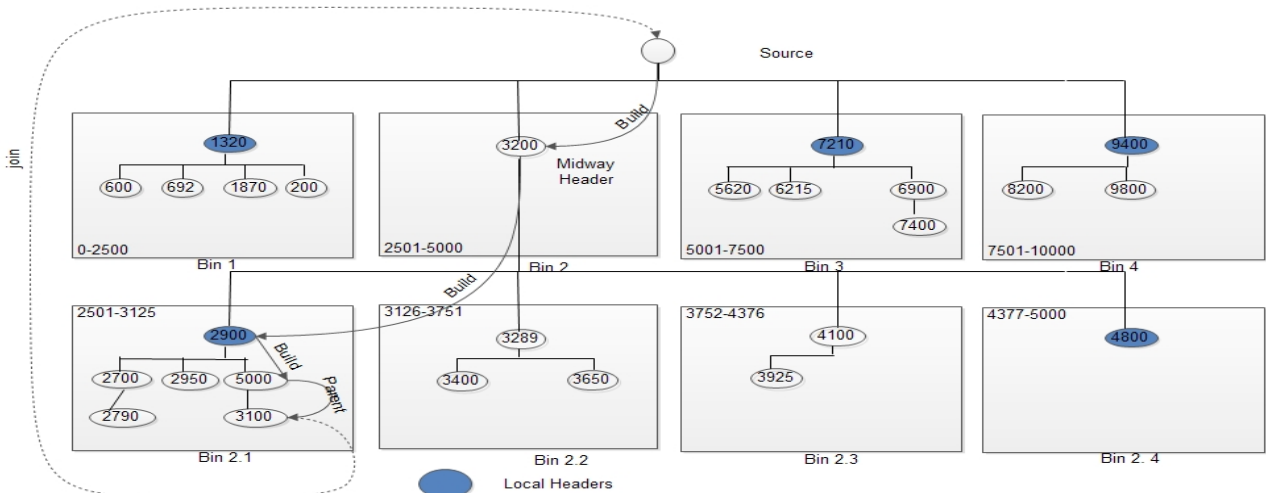 Source
join
Build
1320
3200
7210
9400
Midway
Header
600
692
1870
200
5620
6215
6900
8200
9800
7400
0-2500
2501-5000
5001-7500
7501-10000
Bin 1
Bin 2
Bin 3
Bin 4
Build
2501-3125
3126-3751
3752-4376
4377-5000
2900
3289
4100
4800
Build
2700
2950
5000
Parent
3400
3650
3925
2790
3100
Bin 2.1
Bin 2.2
Bin 2.3
Bin 2. 4
Local Headers